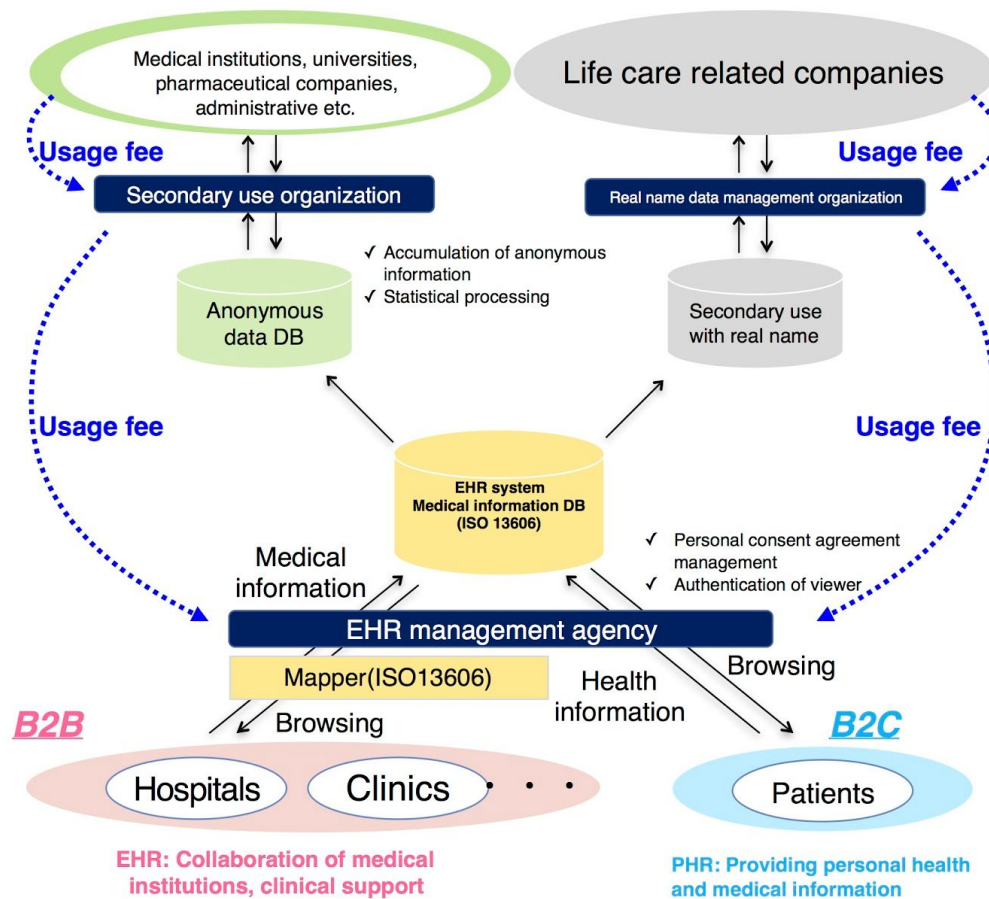 Medical institutions, universities,
pharmaceutical companies,
administrative etc.
Life care related companies
Usage fee
Usage fee
Secondary use organization
Real name data management organization
✓ Accumulation of anonymous
information
✓ Statistical processing
Anonymous
data DB
Secondary use
with real name
Usage fee
Usage fee
EHR system
Medical information DB
(ISO 13606)
✓ Personal consent agreement
management
✓ Authentication of viewer
Medical
information
EHR management agency
Mapper(ISO13606)
Health
information
Browsing
Browsing
B2B
B2C
Hospitals
Clinics
・・・
Patients
EHR: Collaboration of medical
institutions, clinical support
PHR: Providing personal health
and medical information